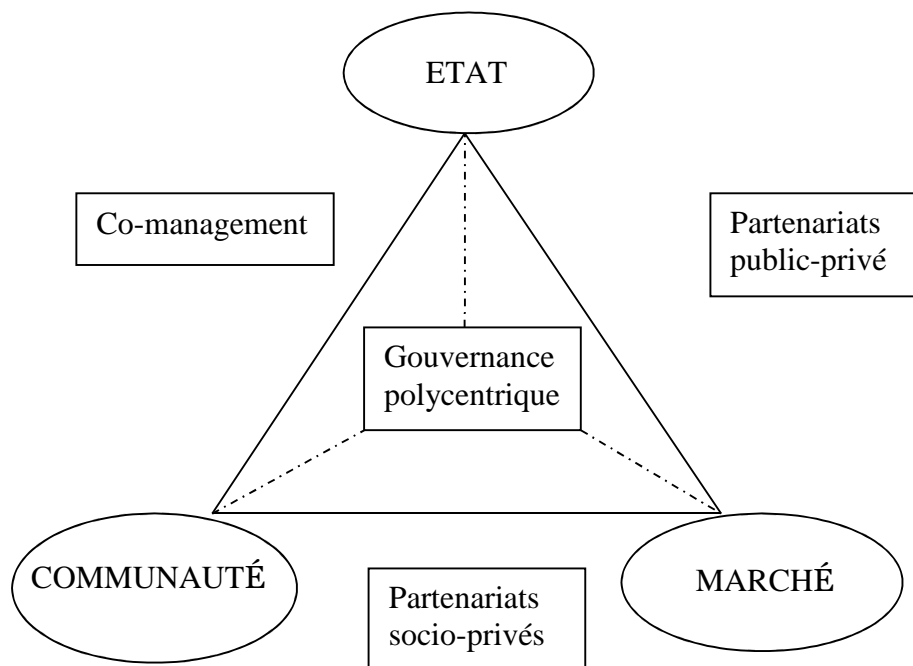 ETAT
Co-management
Partenariats
public-privé
Gouvernance
polycentrique
COMMUNAUTÉ
MARCHÉ
Partenariats
socio-privés